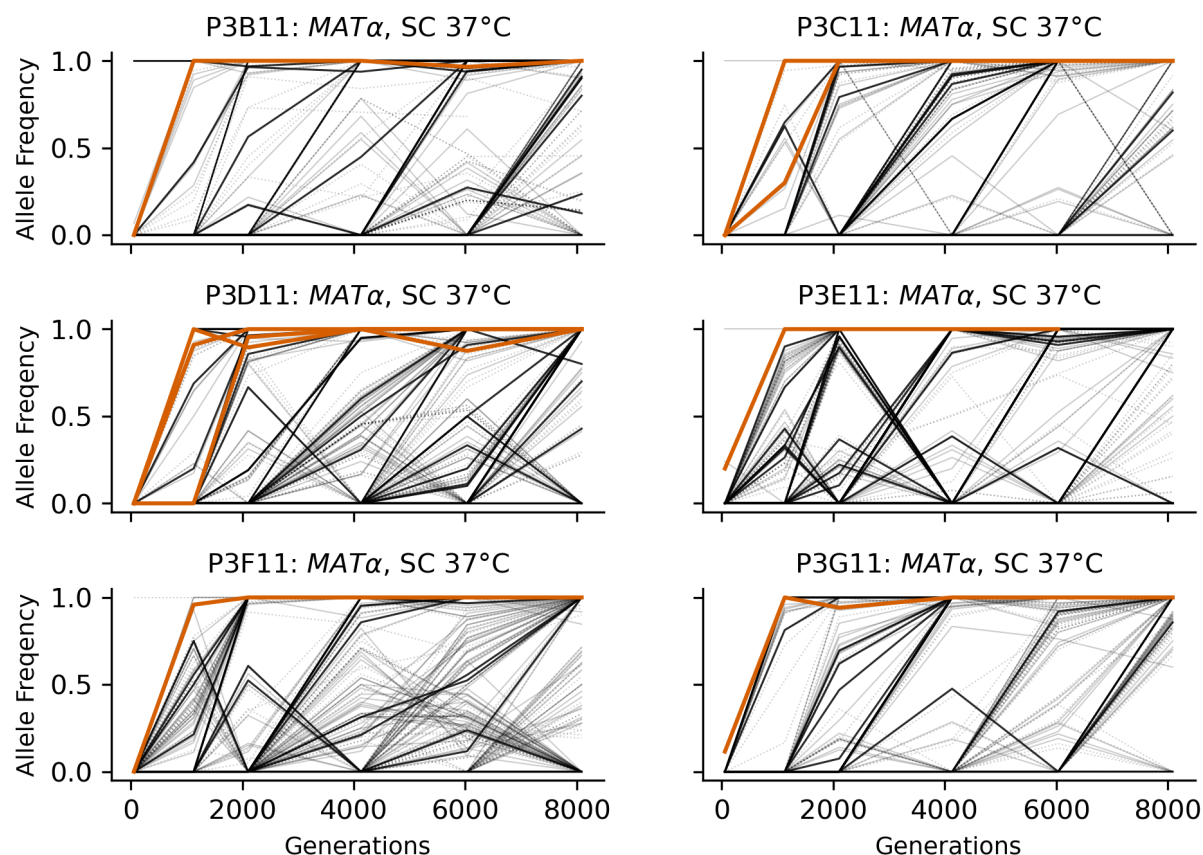 P3B11: MATα, SC 37°C
P3C11: MATα, SC 37°C
Allele Freqency
1.0
0.5
0.0
P3D11: MATα, SC 37°C
P3E11: MATα, SC 37°C
Allele Freqency
1.0
0.5
0.0
P3F11: MATα, SC 37°C
P3G11: MATα, SC 37°C
Allele Freqency
1.0
0.5
0.0
0 2000 4000 6000 8000
0 2000 4000 6000 8000
Generations
Generations